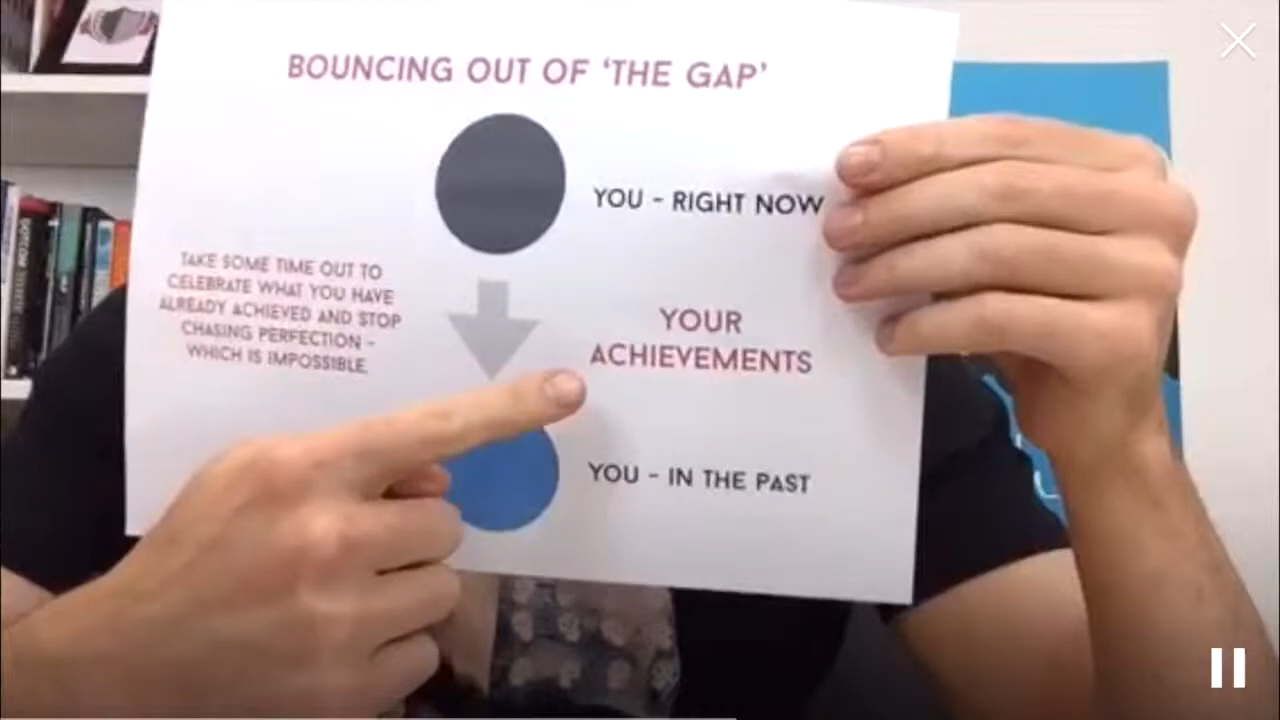 BOUNCING OUT OF ‘THE GAP’
YOU - RIGHT NOW
TAKE SOME TIME OUT TO
CELEBRATE WHAT YOU HAVE
ALREADY ACHIEVED AND STOP
CHASING PERFECTION -
WHICH IS IMPOSSIBLE.
YOUR
ACHIEVEMENTS
YOU - IN THE PAST